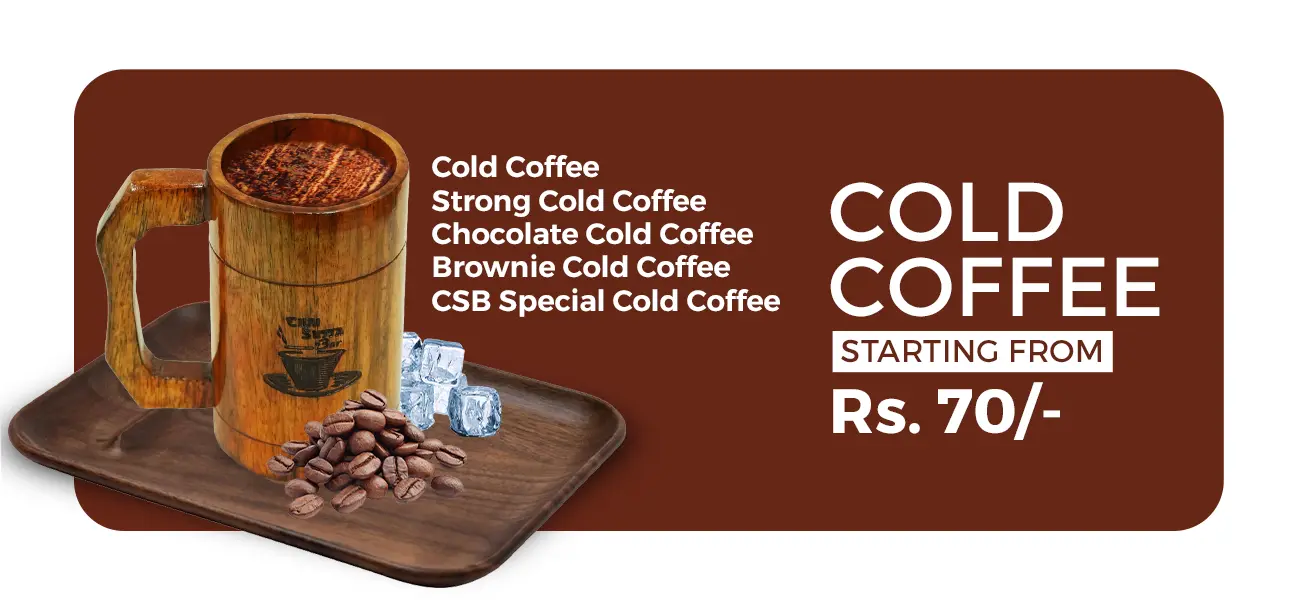 Cold Coffee
Strong Cold Coffee
Chocolate Cold Coffee
Brownie Cold Coffee
CSB Special Cold Coffee
COLD
COFFEE
STARTING FROM
Rs. 70/-